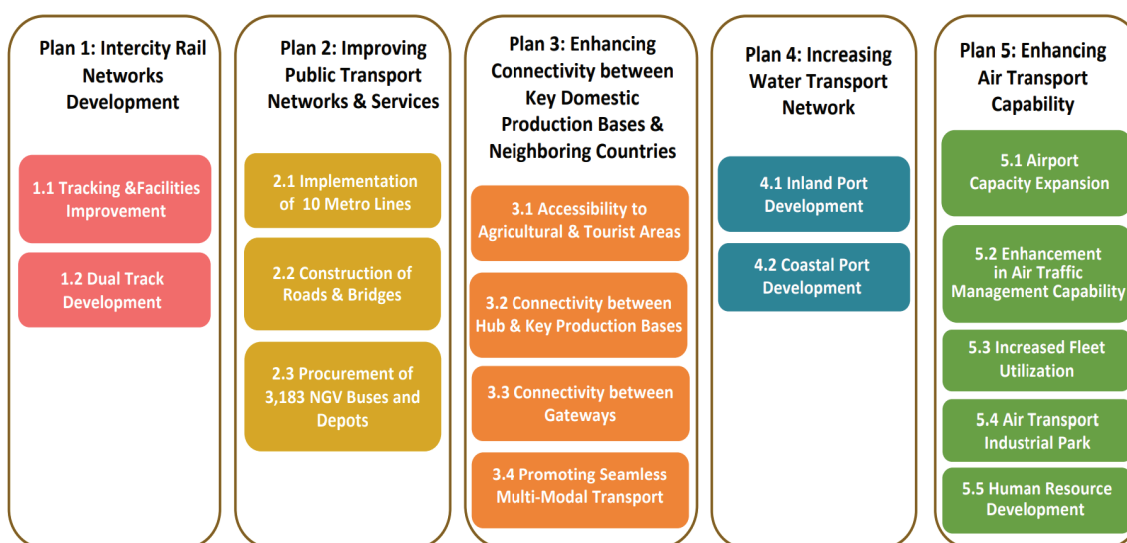 Plan 1: Intercity Rail
Networks
Development
1.1 Tracking &Facilities
Improvement
1.2 Dual Track
Development
Plan 2: Improving
Public Transport
Networks & Services
2.1 Implementation
of 10 Metro Lines
2.2 Construction of
Roads & Bridges
2.3 Procurement of
3,183 NGV Buses and
Depots
Plan 3: Enhancing
Connectivity between
Key Domestic
Production Bases &
Neighboring Countries
3.1 Accessibility to
Agricultural & Tourist Areas
3.2 Connectivity between
Hub & Key Production Bases
3.3 Connectivity between
Gateways
3.4 Promoting Seamless
Multi-Modal Transport
Plan 4: Increasing
Water Transport
Network
4.1 Inland Port
Development
4.2 Coastal Port
Development
Plan 5: Enhancing
Air Transport
Capability
5.1 Airport
Capacity Expansion
5.2 Enhancement
in Air Traffic
Management Capability
5.3 Increased Fleet
Utilization
5.4 Air Transport
Industrial Park
5.5 Human Resource
Development